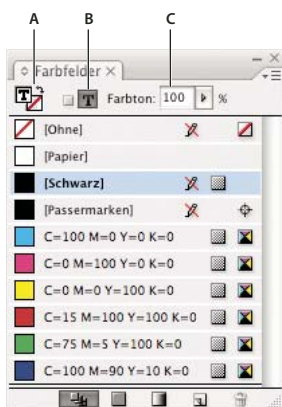 A B C
Farbfelder
T T Farbton: 100 %
[Ohne]
[Papier]
[Schwarz]
[Passermarken]
C=100 M=0 Y=0 K=0
C=0 M=100 Y=0 K=0
C=0 M=0 Y=100 K=0
C=15 M=100 Y=100 K=0
C=75 M=5 Y=100 K=0
C=100 M=90 Y=10 K=0